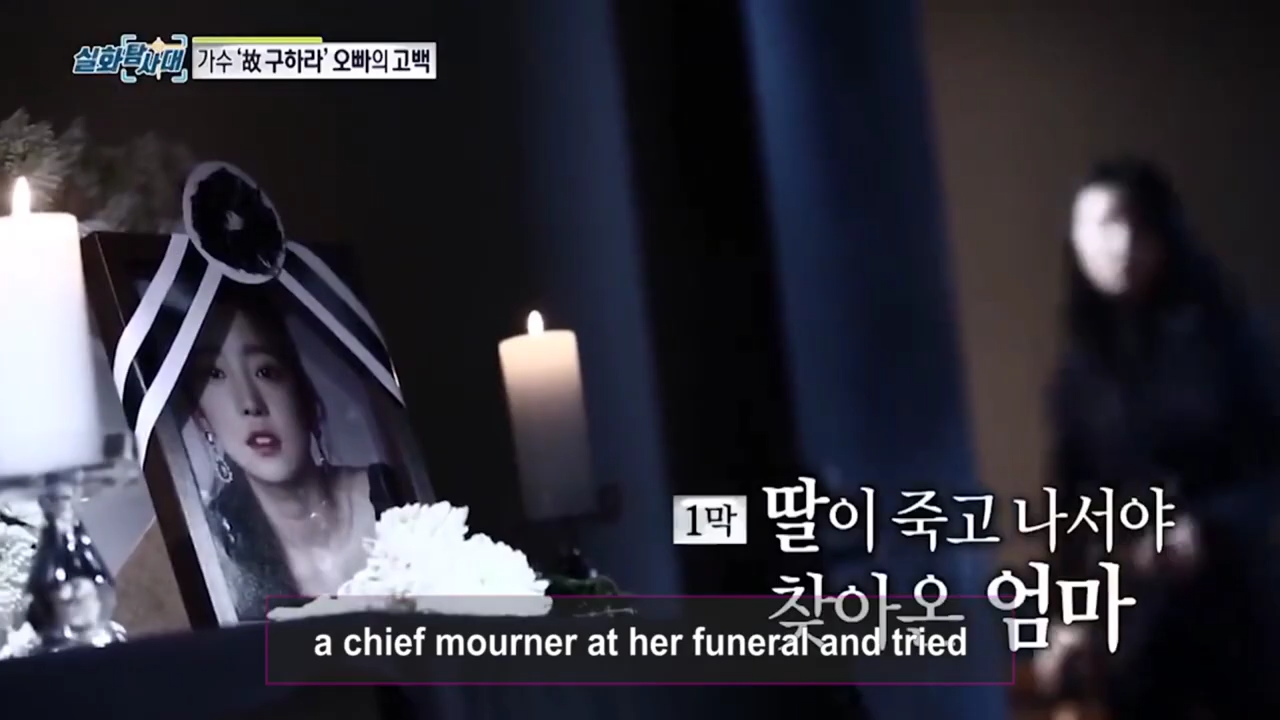 실화탐사대
가수 '故 구하라' 오빠의 고백
1막
딸이 죽고 나서야
찾아온 엄마
a chief mourner at her funeral and tried